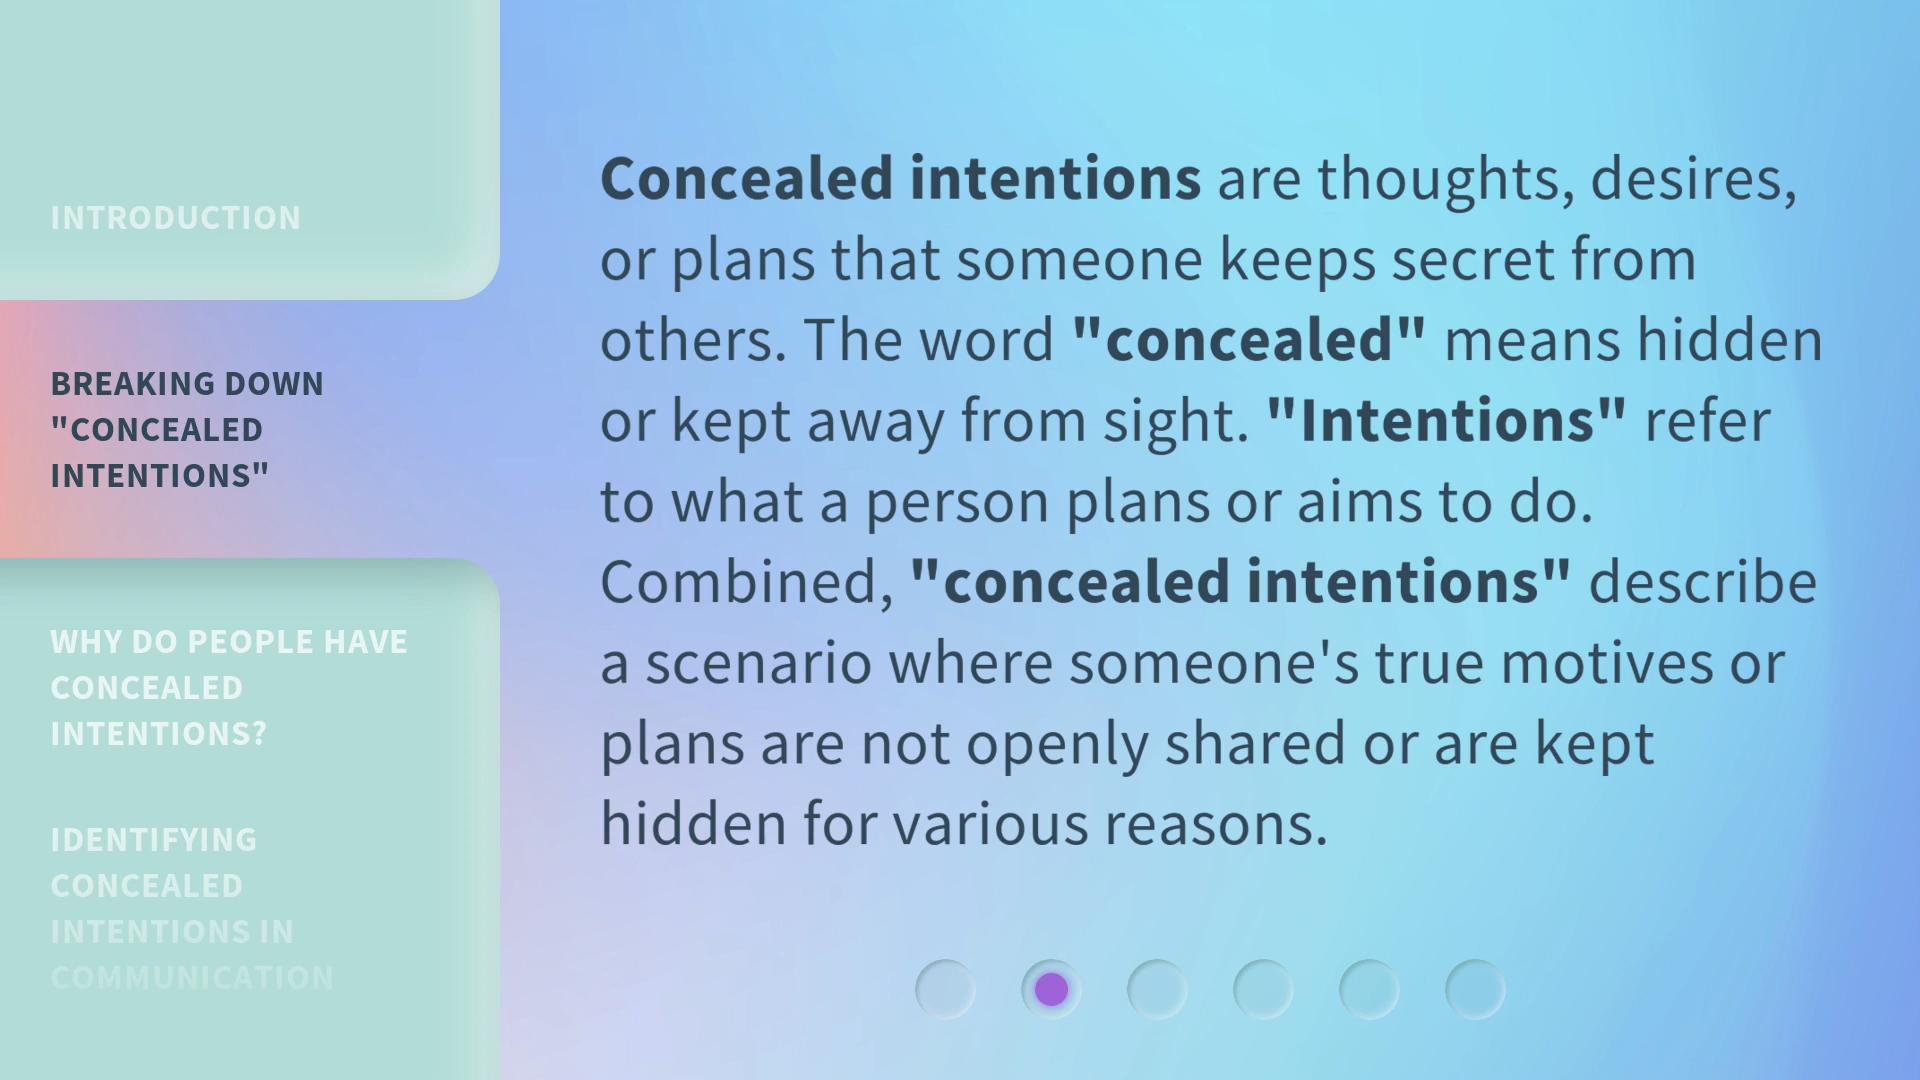 INTRODUCTION
BREAKING DOWN
"CONCEALED
INTENTIONS"
WHY DO PEOPLE HAVE
CONCEALED
INTENTIONS?
IDENTIFYING
CONCEALED
INTENTIONS IN
COMMUNICATION
Concealed intentions are thoughts, desires,
or plans that someone keeps secret from
others. The word "concealed" means hidden
or kept away from sight. "Intentions" refer
to what a person plans or aims to do.
Combined, "concealed intentions" describe
a scenario where someone's true motives or
plans are not openly shared or are kept
hidden for various reasons.